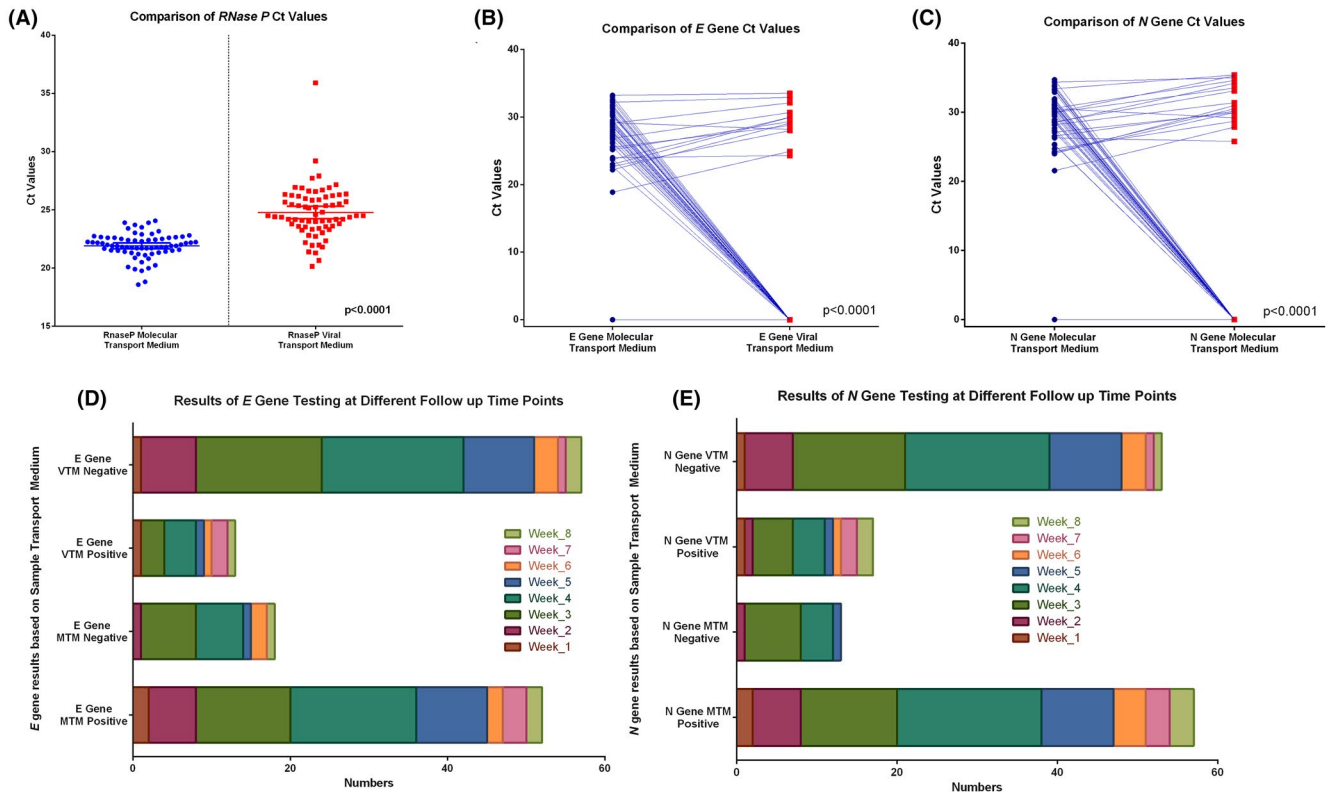 (A)
Comparison of RNase P Ct Values
40
35
30
25
20
15
Ct Values
p<0.0001
RnaseP Molecular
Transport Medium
RnaseP Viral
Transport Medium
(B)
Comparison of E Gene Ct Values
40
30
20
10
0
Ct Values
p<0.0001
E Gene Molecular
Transport Medium
E Gene Viral
Transport Medium
(C)
Comparison of N Gene Ct Values
40
30
20
10
0
Ct Values
p<0.0001
N Gene Molecular
Transport Medium
N Gene Molecular
Transport Medium
(D)
Results of E Gene Testing at Different Follow up Time Points
E gene results based on Sample Transport Medium
E Gene
VTM Negative
E Gene
VTM Positive
E Gene
MTM Negative
E Gene
MTM Positive
Week_8
Week_7
Week_6
Week_5
Week_4
Week_3
Week_2
Week_1
0
20
40
60
Numbers
(E)
Results of N Gene Testing at Different Follow up Time Points
N gene results based on Sample Transport Medium
N Gene VTM
Negative
N Gene VTM
Positive
N Gene MTM
Negative
N Gene MTM
Positive
Week_8
Week_7
Week_6
Week_5
Week_4
Week_3
Week_2
Week_1
0
20
40
60
Numbers